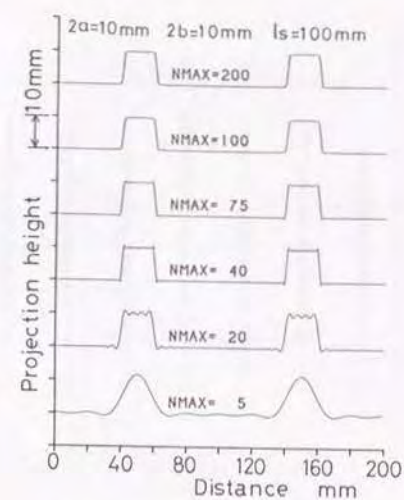 2a=10mm 2b=10mm ls=100mm
NMAX=200
10mm
NMAX=100
NMAX= 75
NMAX= 40
NMAX= 20
NMAX= 5
Projection height
0 40 80 120 160 200
Distance mm